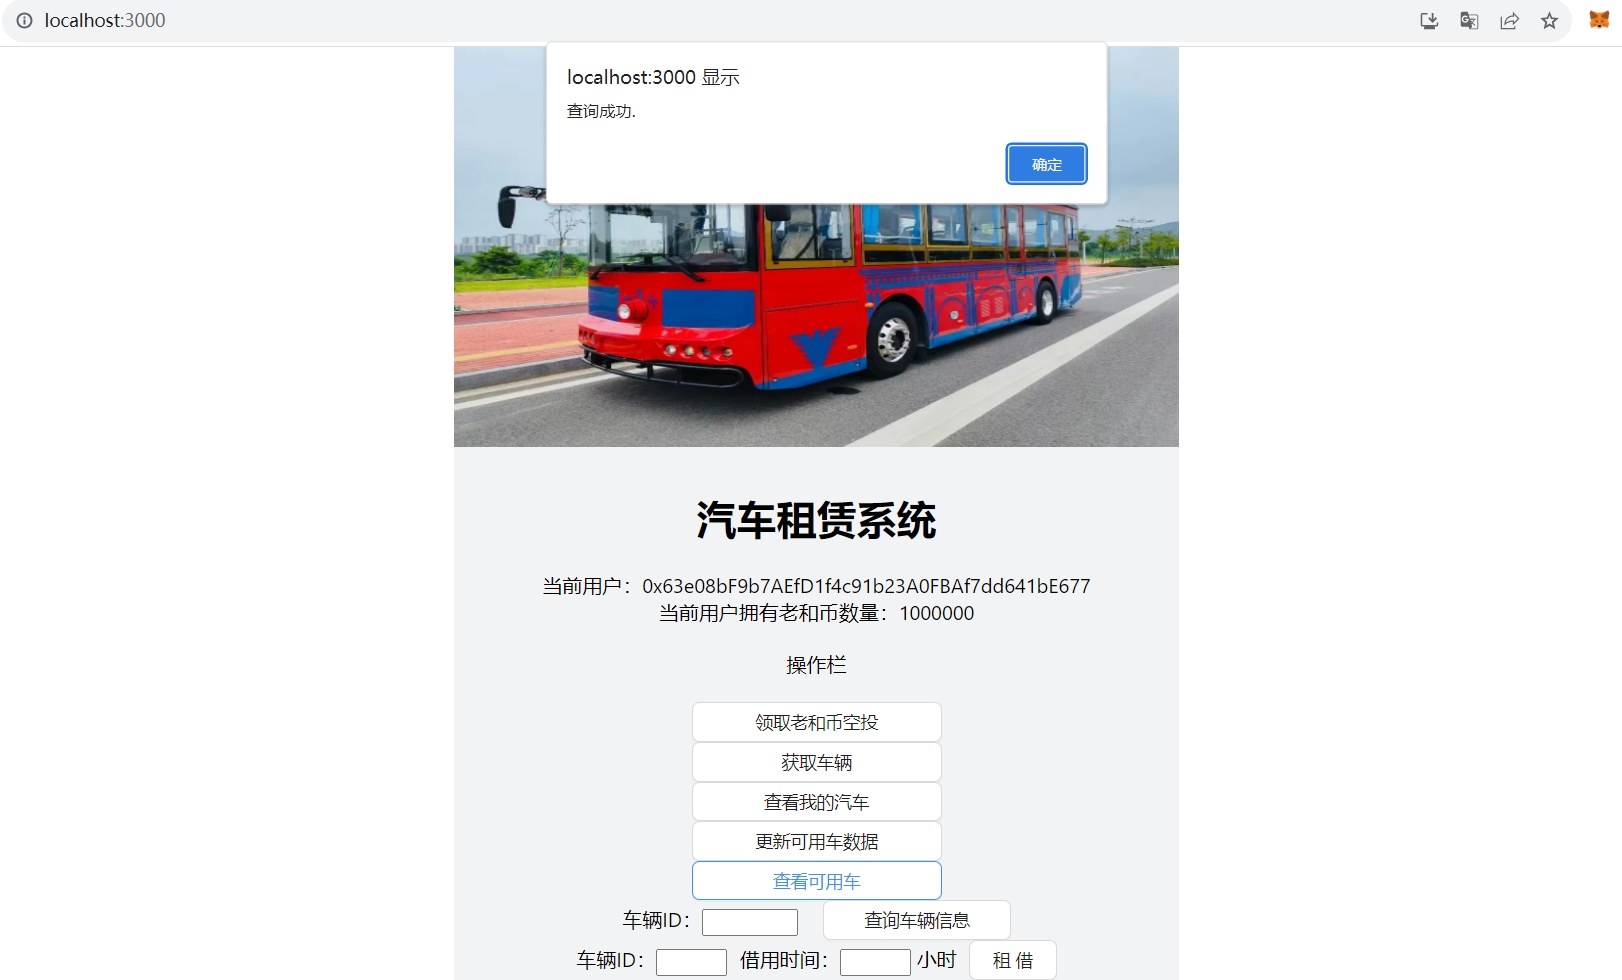 localhost:3000
localhost:3000 显示
查询成功.
确定
汽车租赁系统
当前用户：0x63e08bF9b7AEfD1f4c91b23A0FBAf7dd641bE677
当前用户拥有老和币数量：1000000
操作栏
领取老和币空投
获取车辆
查看我的汽车
更新可用车数据
查看可用车
车辆ID： 查询车辆信息
车辆ID： 借用时间： 小时 租 借